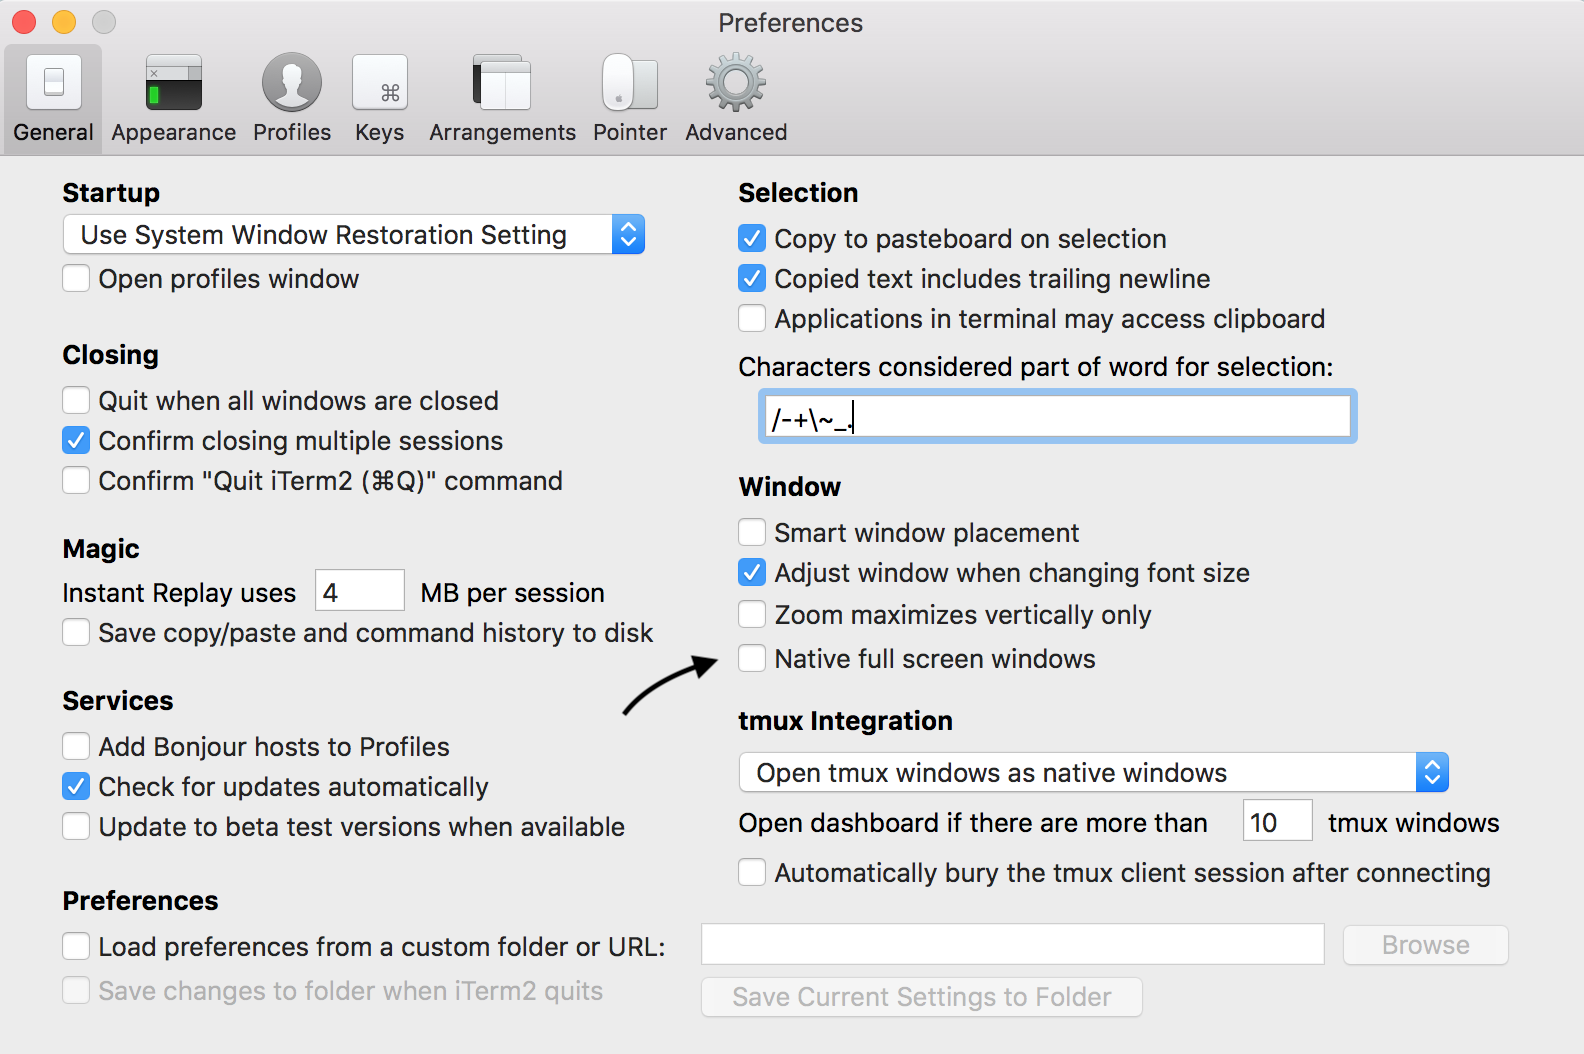 Preferences
General Appearance Profiles Keys Arrangements Pointer Advanced
Startup
Use System Window Restoration Setting
Open profiles window
Closing
Quit when all windows are closed
Confirm closing multiple sessions
Confirm "Quit iTerm2 (⌘Q)" command
Magic
Instant Replay uses 4 MB per session
Save copy/paste and command history to disk
Services
Add Bonjour hosts to Profiles
Check for updates automatically
Update to beta test versions when available
Selection
Copy to pasteboard on selection
Copied text includes trailing newline
Applications in terminal may access clipboard
Characters considered part of word for selection:
/-+\~_.
Window
Smart window placement
Adjust window when changing font size
Zoom maximizes vertically only
Native full screen windows
tmux Integration
Open tmux windows as native windows
Open dashboard if there are more than 10 tmux windows
Automatically bury the tmux client session after connecting
Preferences
Load preferences from a custom folder or URL: Browse
Save changes to folder when iTerm2 quits Save Current Settings to Folder